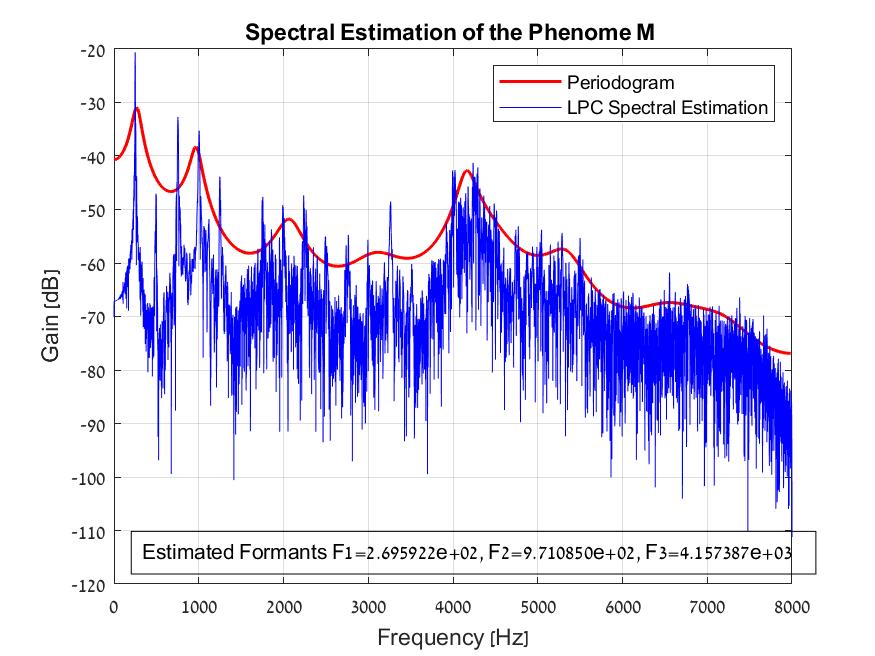 Spectral Estimation of the Phenome M
Periodogram
LPC Spectral Estimation
Gain [dB]
-20
-30
-40
-50
-60
-70
-80
-90
-100
-110
-120
Estimated Formants F1=2.695922e+02, F2=9.710850e+02, F3=4.157387e+03
0 1000 2000 3000 4000 5000 6000 7000 8000
Frequency [Hz]